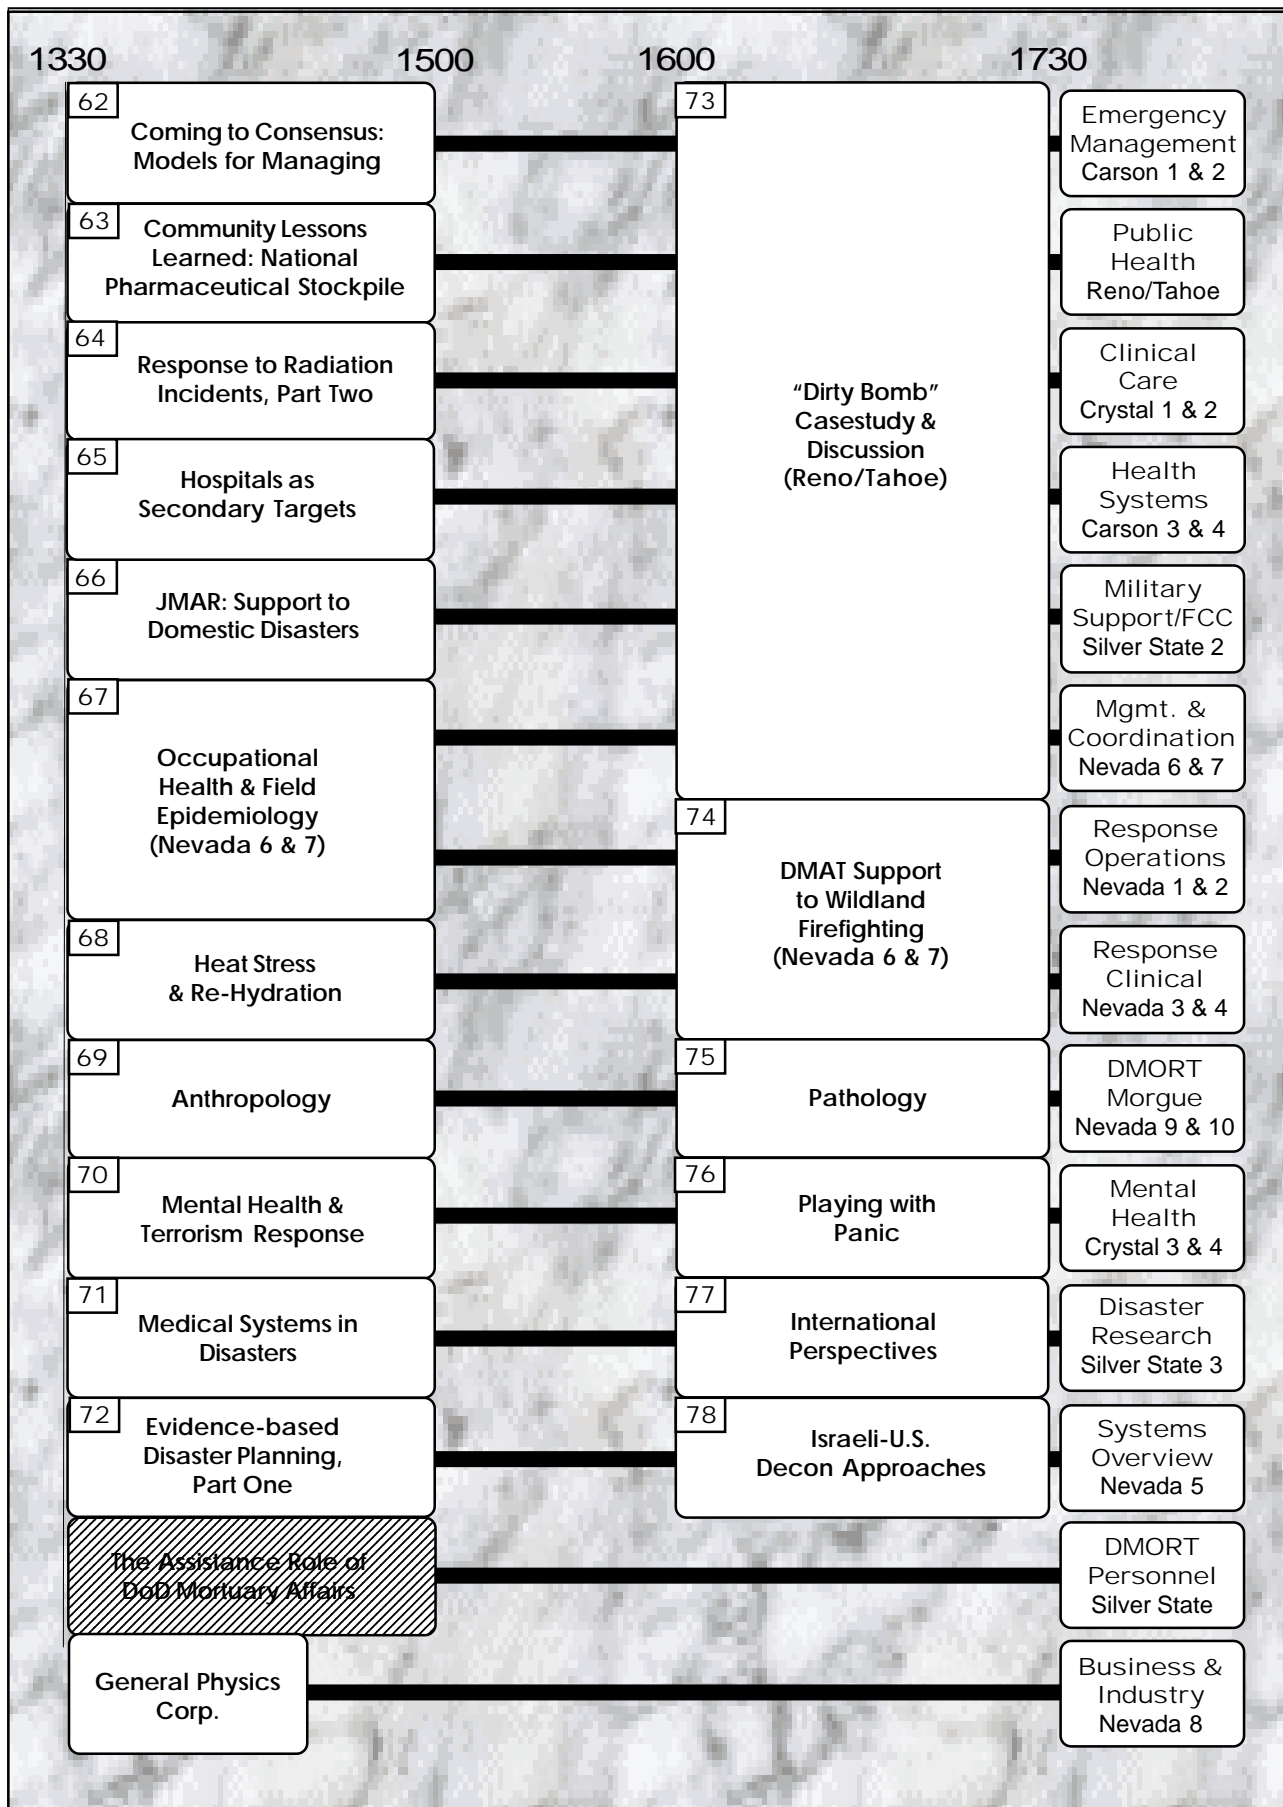 1330 1500 1600 1730
62
Coming to Consensus:
Models for Managing
73
“Dirty Bomb”
Casestudy &
Discussion
(Reno/Tahoe)
Emergency
Management
Carson 1 & 2
63
Community Lessons
Learned: National
Pharmaceutical Stockpile
Public
Health
Reno/Tahoe
64
Response to Radiation
Incidents, Part Two
Clinical
Care
Crystal 1 & 2
65
Hospitals as
Secondary Targets
Health
Systems
Carson 3 & 4
66
JMAR: Support to
Domestic Disasters
Military
Support/FCC
Silver State 2
67
Occupational
Health & Field
Epidemiology
(Nevada 6 & 7)
Mgmt. &
Coordination
Nevada 6 & 7
74
DMAT Support
to Wildland
Firefighting
(Nevada 6 & 7)
Response
Operations
Nevada 1 & 2
68
Heat Stress
& Re-Hydration
Response
Clinical
Nevada 3 & 4
69
Anthropology
75
Pathology
DMORT
Morgue
Nevada 9 & 10
70
Mental Health &
Terrorism Response
76
Playing with
Panic
Mental
Health
Crystal 3 & 4
71
Medical Systems in
Disasters
77
International
Perspectives
Disaster
Research
Silver State 3
72
Evidence-based
Disaster Planning,
Part One
78
Israeli-U.S.
Decon Approaches
Systems
Overview
Nevada 5
The Assistance Role of
DoD Mortuary Affairs
DMORT
Personnel
Silver State
General Physics
Corp.
Business &
Industry
Nevada 8